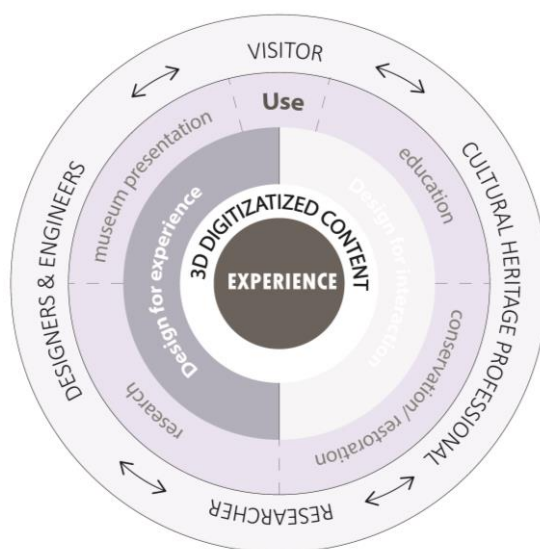 VISITOR
CULTURAL HERITAGE PROFESSIONAL
RESEARCHER
DESIGNERS & ENGINEERS
Use
museum presentation
education
conservation/ restoration
research
Design for experience
Design for interaction
3D DIGITIZATIZED CONTENT
EXPERIENCE